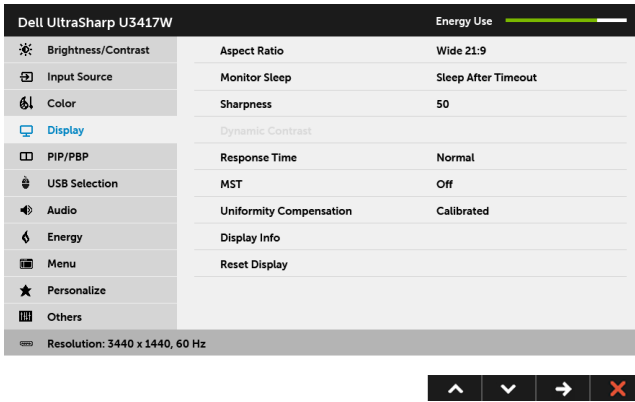 Dell UltraSharp U3417W Energy Use
Brightness/Contrast Aspect Ratio Wide 21:9
Input Source Monitor Sleep Sleep After Timeout
Color Sharpness 50
Display Dynamic Contrast
PIP/PBP Response Time Normal
USB Selection MST Off
Audio Uniformity Compensation Calibrated
Energy Display Info
Menu Reset Display
Personalize
Others
Resolution: 3440 x 1440, 60 Hz